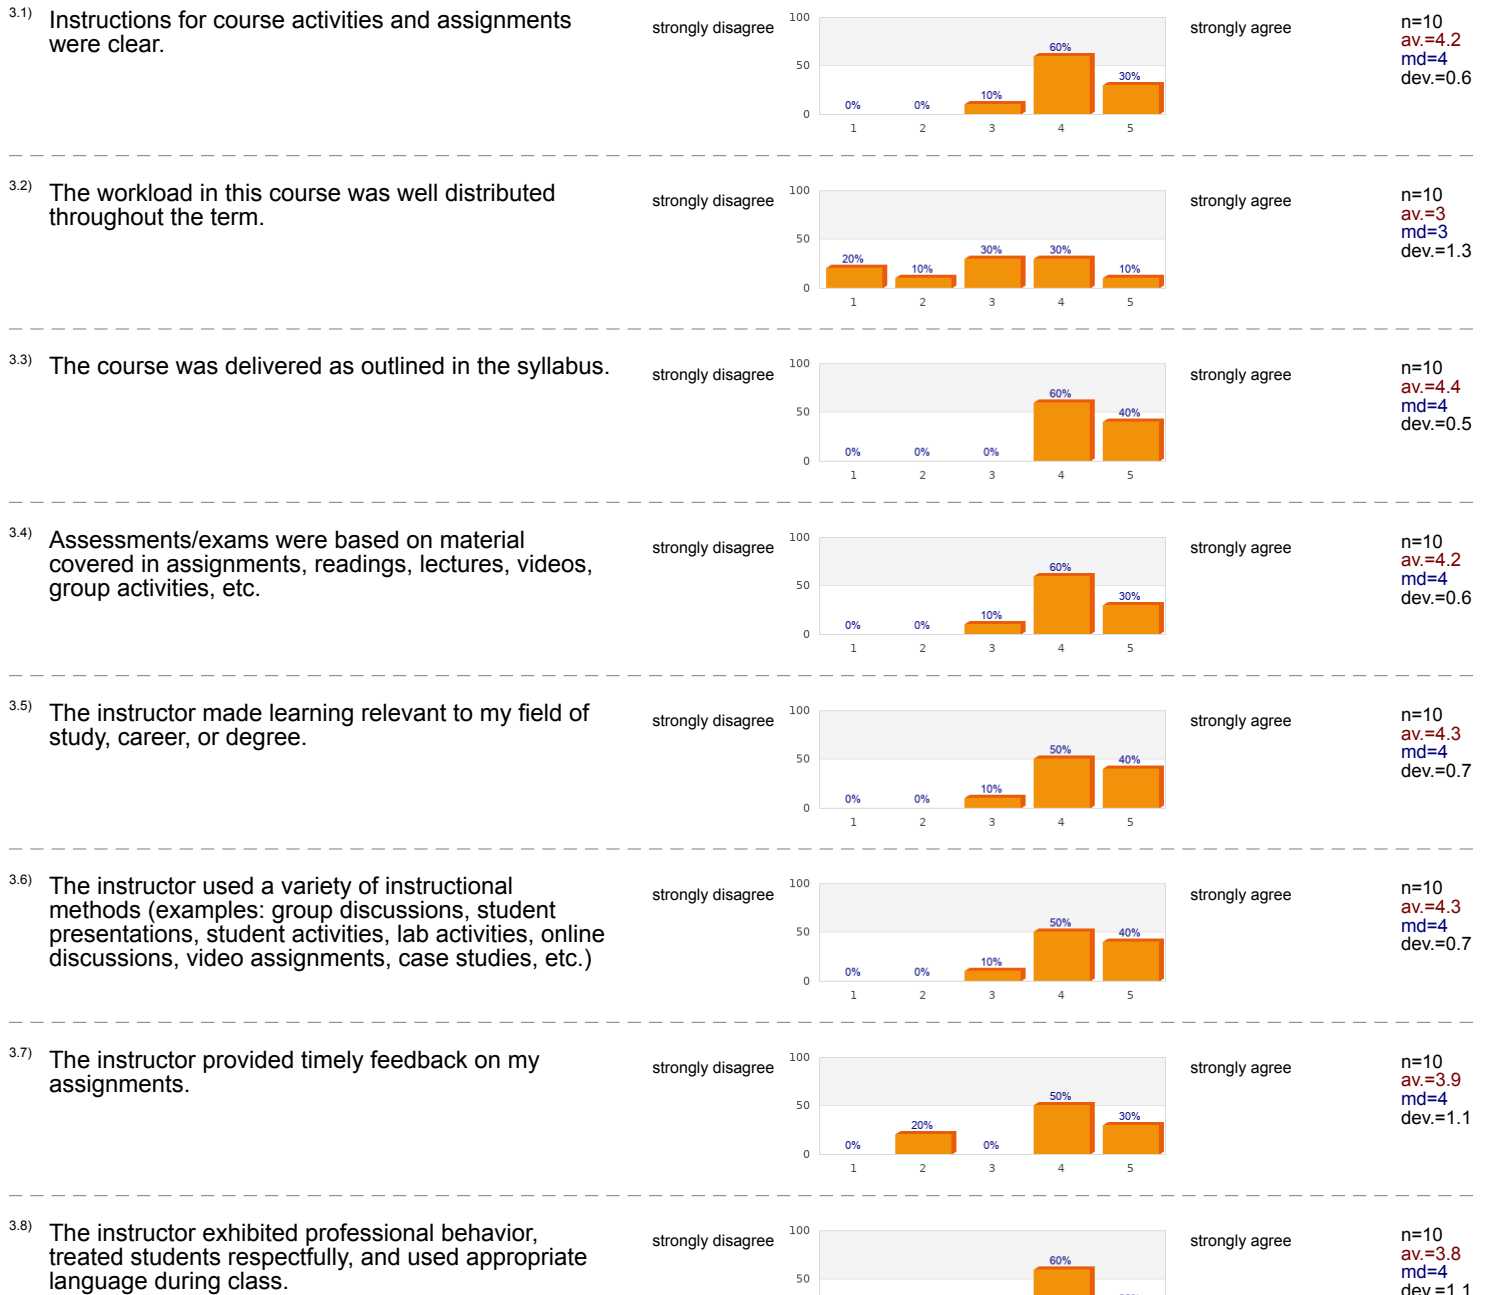 3.1) Instructions for course activities and assignments
were clear.
strongly disagree
100
50
0
0%
0%
10%
60%
30%
1 2 3 4 5
strongly agree
n=10
av.=4.2
md=4
dev.=0.6
3.2) The workload in this course was well distributed
throughout the term.
strongly disagree
100
50
0
20%
10%
30%
30%
10%
1 2 3 4 5
strongly agree
n=10
av.=3
md=3
dev.=1.3
3.3) The course was delivered as outlined in the syllabus.
strongly disagree
100
50
0
0%
0%
0%
60%
40%
1 2 3 4 5
strongly agree
n=10
av.=4.4
md=4
dev.=0.5
3.4) Assessments/exams were based on material
covered in assignments, readings, lectures, videos,
group activities, etc.
strongly disagree
100
50
0
0%
0%
10%
60%
30%
1 2 3 4 5
strongly agree
n=10
av.=4.2
md=4
dev.=0.6
3.5) The instructor made learning relevant to my field of
study, career, or degree.
strongly disagree
100
50
0
0%
0%
10%
50%
40%
1 2 3 4 5
strongly agree
n=10
av.=4.3
md=4
dev.=0.7
3.6) The instructor used a variety of instructional
methods (examples: group discussions, student
presentations, student activities, lab activities, online
discussions, video assignments, case studies, etc.)
strongly disagree
100
50
0
0%
0%
10%
50%
40%
1 2 3 4 5
strongly agree
n=10
av.=4.3
md=4
dev.=0.7
3.7) The instructor provided timely feedback on my
assignments.
strongly disagree
100
50
0
0%
20%
0%
50%
30%
1 2 3 4 5
strongly agree
n=10
av.=3.9
md=4
dev.=1.1
3.8) The instructor exhibited professional behavior,
treated students respectfully, and used appropriate
language during class.
strongly disagree
100
50
60%
strongly agree
n=10
av.=3.8
md=4
dev.=1.1